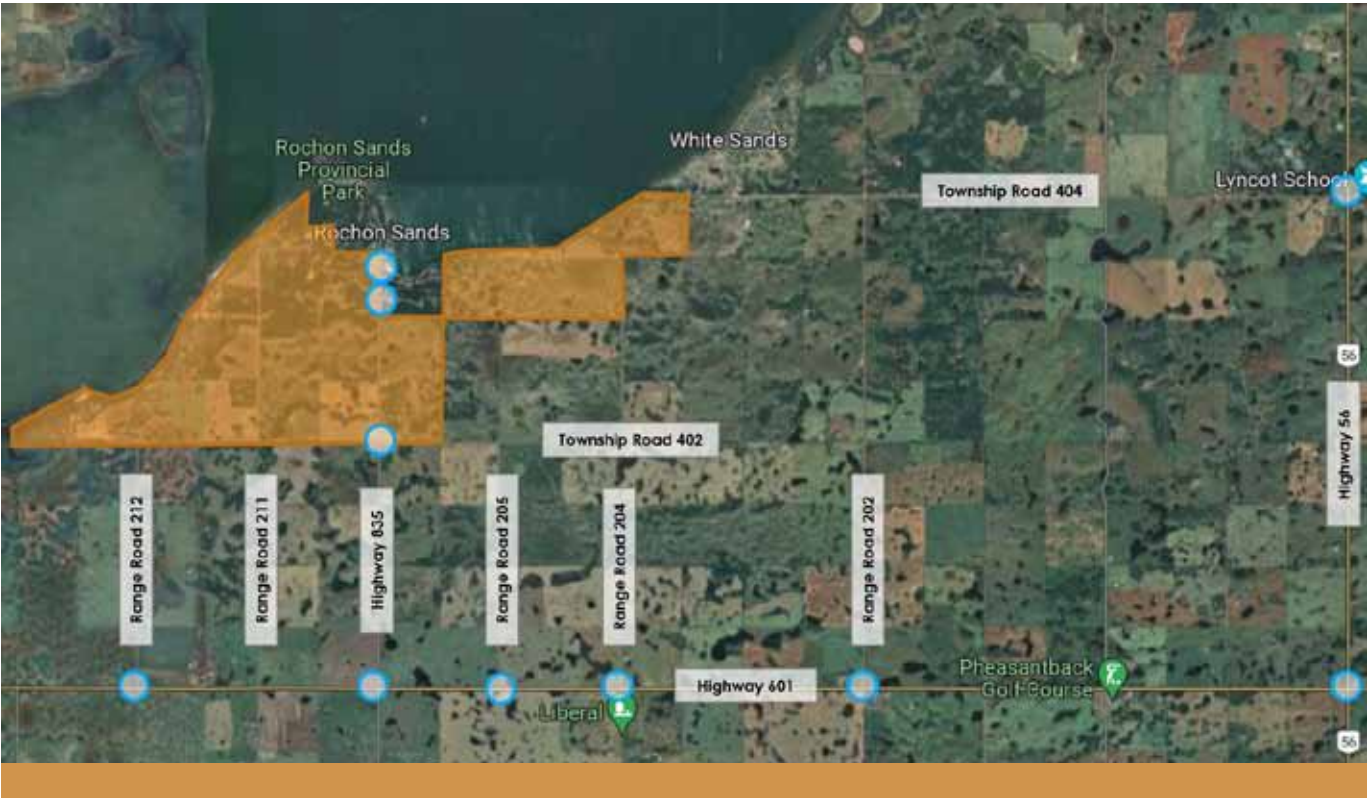 Rochon Sands
Provincial
Park
White Sands
Lyncot School
Township Road 404
Rochon Sands
56
Highway 56
Township Road 402
Range Road 212
Range Road 211
Highway 835
Range Road 205
Range Road 204
Range Road 202
Pheasantback
Golf Course
Highway 601
Liberal
56